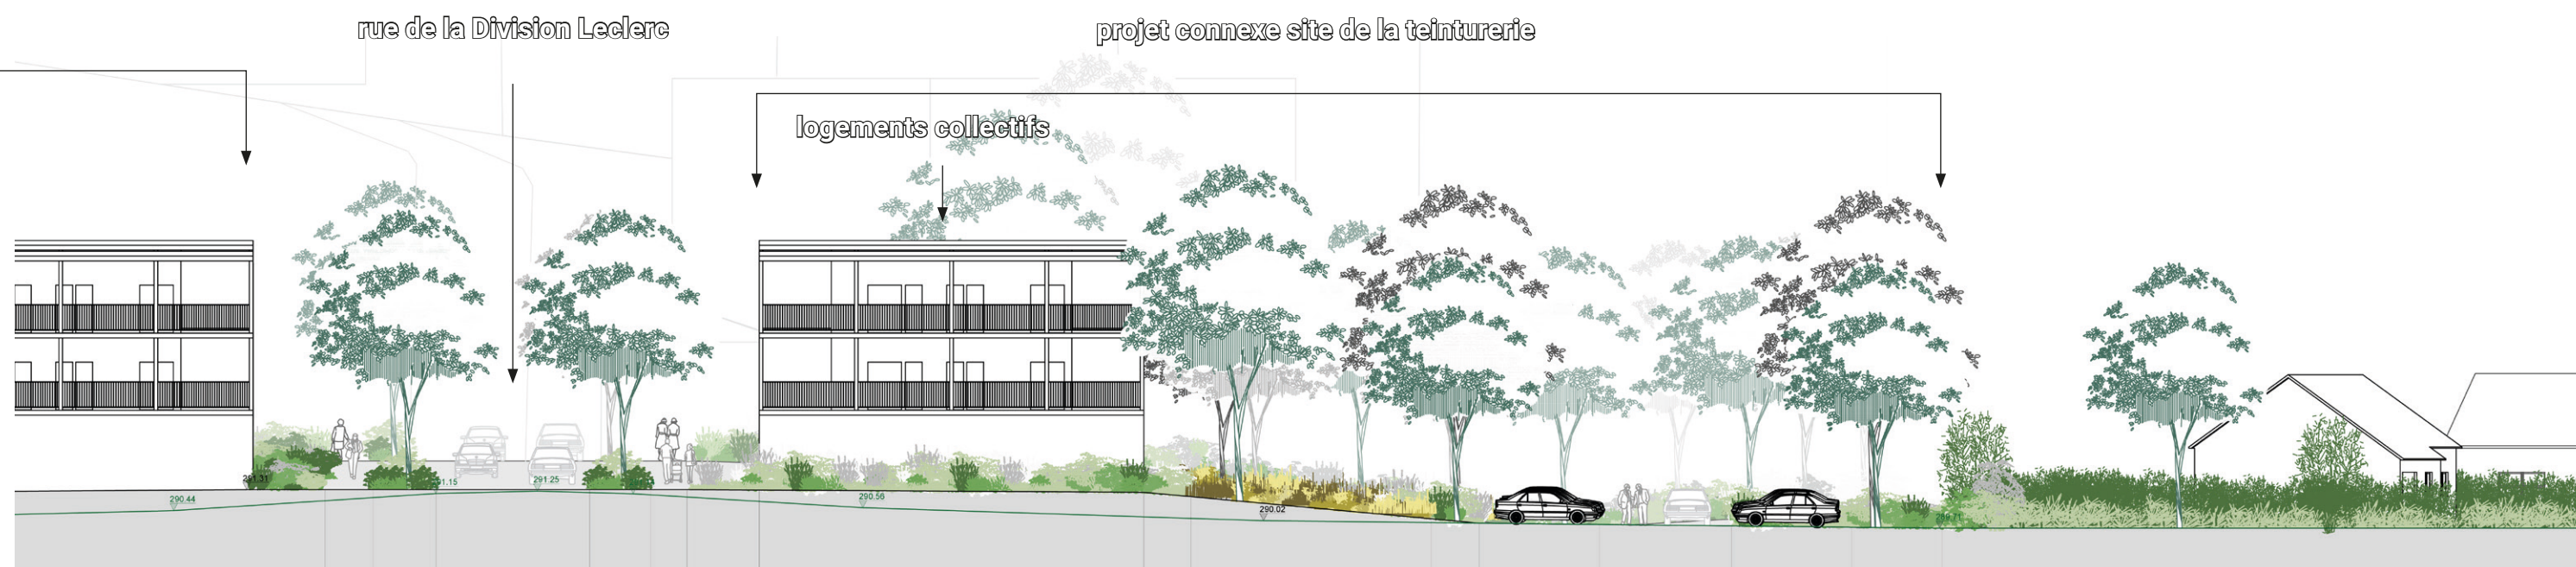 rue de la Division Leclerc
projet connexe site de la teinturerie
logements collectifs
291.31
290.44
291.25
290.56
290.02